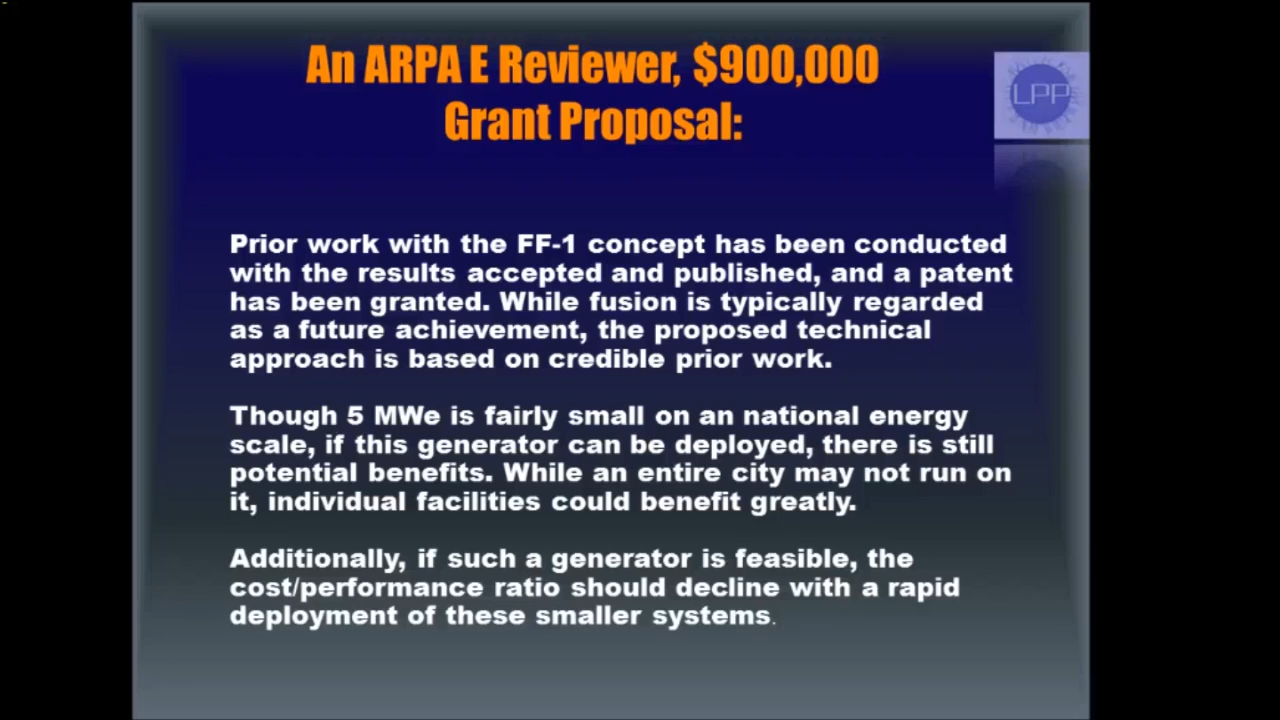 An ARPA E Reviewer, $900,000
Grant Proposal:
LPP
Prior work with the FF-1 concept has been conducted
with the results accepted and published, and a patent
has been granted. While fusion is typically regarded
as a future achievement, the proposed technical
approach is based on credible prior work.
Though 5 MWe is fairly small on an national energy
scale, if this generator can be deployed, there is still
potential benefits. While an entire city may not run on
it, individual facilities could benefit greatly.
Additionally, if such a generator is feasible, the
cost/performance ratio should decline with a rapid
deployment of these smaller systems.